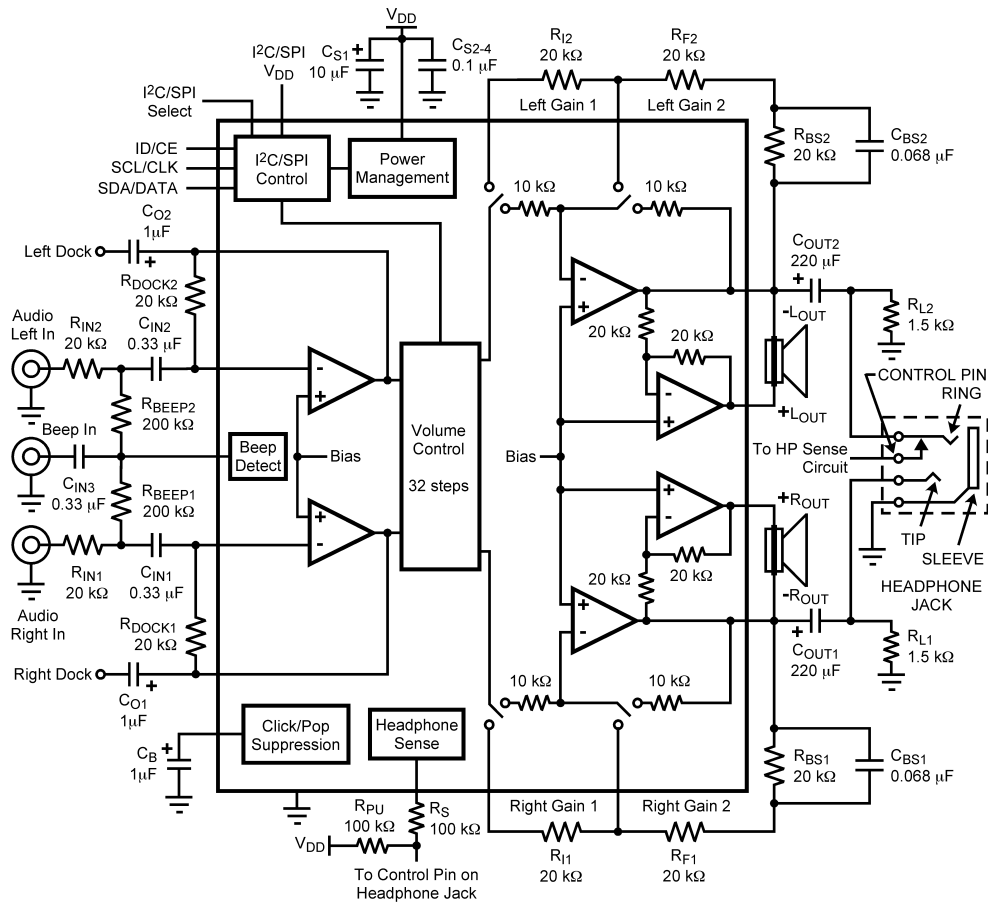 VDD
CS1
10 µF
CS2-4
0.1 µF
I²C/SPI
VDD
I²C/SPI
Select
ID/CE
SCL/CLK
SDA/DATA
I²C/SPI
Control
Power
Management
RI2
20 kΩ
RF2
20 kΩ
Left Gain 1
Left Gain 2
RBS2
20 kΩ
CBS2
0.068 µF
10 kΩ
10 kΩ
CO2
1µF
+
Left Dock
RDOCK2
20 kΩ
Audio
Left In
RIN2
20 kΩ
CIN2
0.33 µF
RBEEP2
200 kΩ
Beep In
CIN3
0.33 µF
RBEEP1
200 kΩ
RIN1
20 kΩ
CIN1
0.33 µF
Audio
Right In
RDOCK1
20 kΩ
Right Dock
CO1
1µF
+
Beep
Detect
-
+
Bias
+
-
Volume
Control
32 steps
-
+
20 kΩ
20 kΩ
-
+
Bias
+
-
20 kΩ
20 kΩ
+
-
COUT2
220 µF
+
-LOUT
+LOUT
RL2
1.5 kΩ
CONTROL PIN
RING
To HP Sense
Circuit
TIP
SLEEVE
HEADPHONE
JACK
+ROUT
-ROUT
+
COUT1
220 µF
RL1
1.5 kΩ
10 kΩ
10 kΩ
CB
1µF
+
Click/Pop
Suppression
Headphone
Sense
RPU
100 kΩ
RS
100 kΩ
VDD
To Control Pin on
Headphone Jack
Right Gain 1
Right Gain 2
RI1
20 kΩ
RF1
20 kΩ
RBS1
20 kΩ
CBS1
0.068 µF